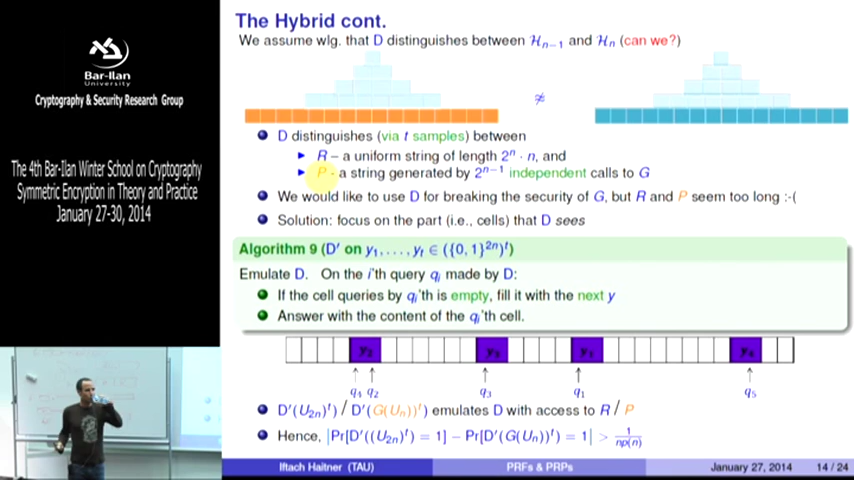 Bar-Ilan
University
Cryptography & Security Research Group
The 4th Bar-Ilan Winter School on Cryptography
Symmetric Encryption in Theory and Practice
January 27-30, 2014
The Hybrid cont.
We assume wlg. that D distinguishes between ℋₙ₋₁ and ℋₙ (can we?)
≉
D distinguishes (via t samples) between
R – a uniform string of length 2ⁿ · n, and
P - a string generated by 2ⁿ⁻¹ independent calls to G
We would like to use D for breaking the security of G, but R and P seem too long :-(
Solution: focus on the part (i.e., cells) that D sees
Algorithm 9 (D′ on y₁, . . . , yₜ ∈ ({0, 1}²ⁿ)ᵗ)
Emulate D. On the i'th query qᵢ made by D:
If the cell queries by qᵢ'th is empty, fill it with the next y
Answer with the content of the qᵢ'th cell.
q₄ q₂ q₃ q₁ q₅
D′(U₂ₙ)ᵗ) / D′(G(Uₙ))ᵗ) emulates D with access to R / P
Hence, |Pr[D′((U₂ₙ)ᵗ) = 1] − Pr[D′(G(Uₙ))ᵗ) = 1| > 1/np(n)
Iftach Haitner (TAU) PRFs & PRPs January 27, 2014 14 / 24